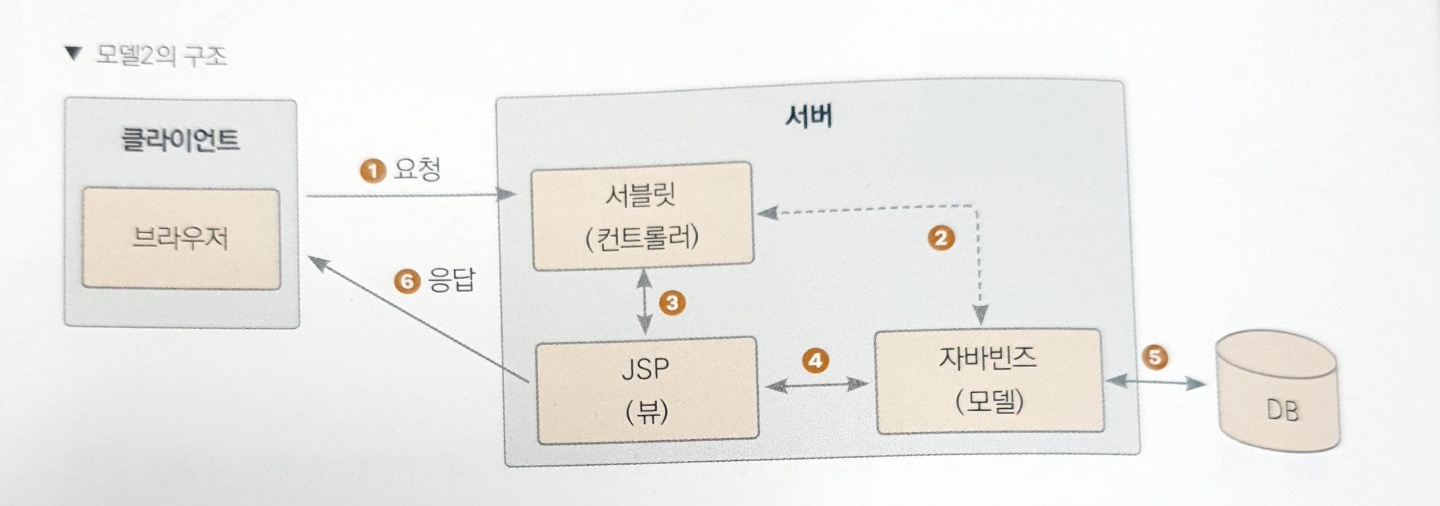 ▼ 모델2의 구조
클라이언트
브라우저
1 요청
6 응답
서버
서블릿
(컨트롤러)
2
3
JSP
(뷰)
4
자바빈즈
(모델)
5
DB